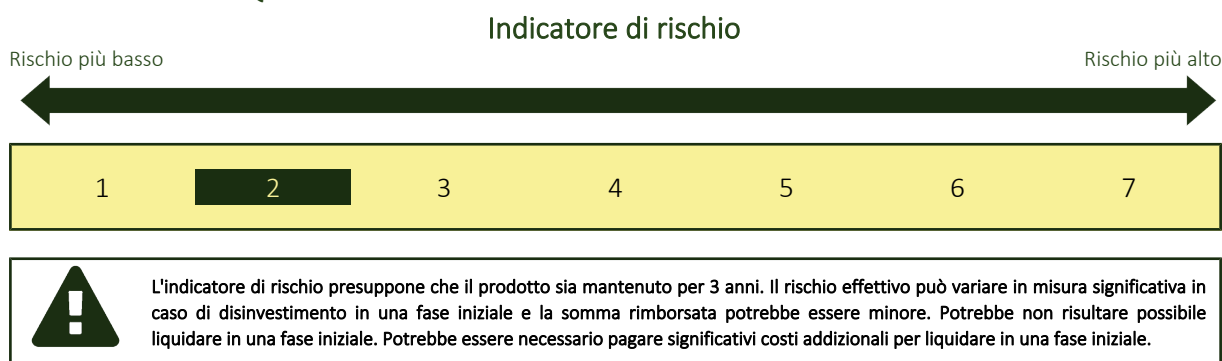 Indicatore di rischio
Rischio più basso
Rischio più alto
1 2 3 4 5 6 7
L'indicatore di rischio presuppone che il prodotto sia mantenuto per 3 anni. Il rischio effettivo può variare in misura significativa in
caso di disinvestimento in una fase iniziale e la somma rimborsata potrebbe essere minore. Potrebbe non risultare possibile
liquidare in una fase iniziale. Potrebbe essere necessario pagare significativi costi addizionali per liquidare in una fase iniziale.